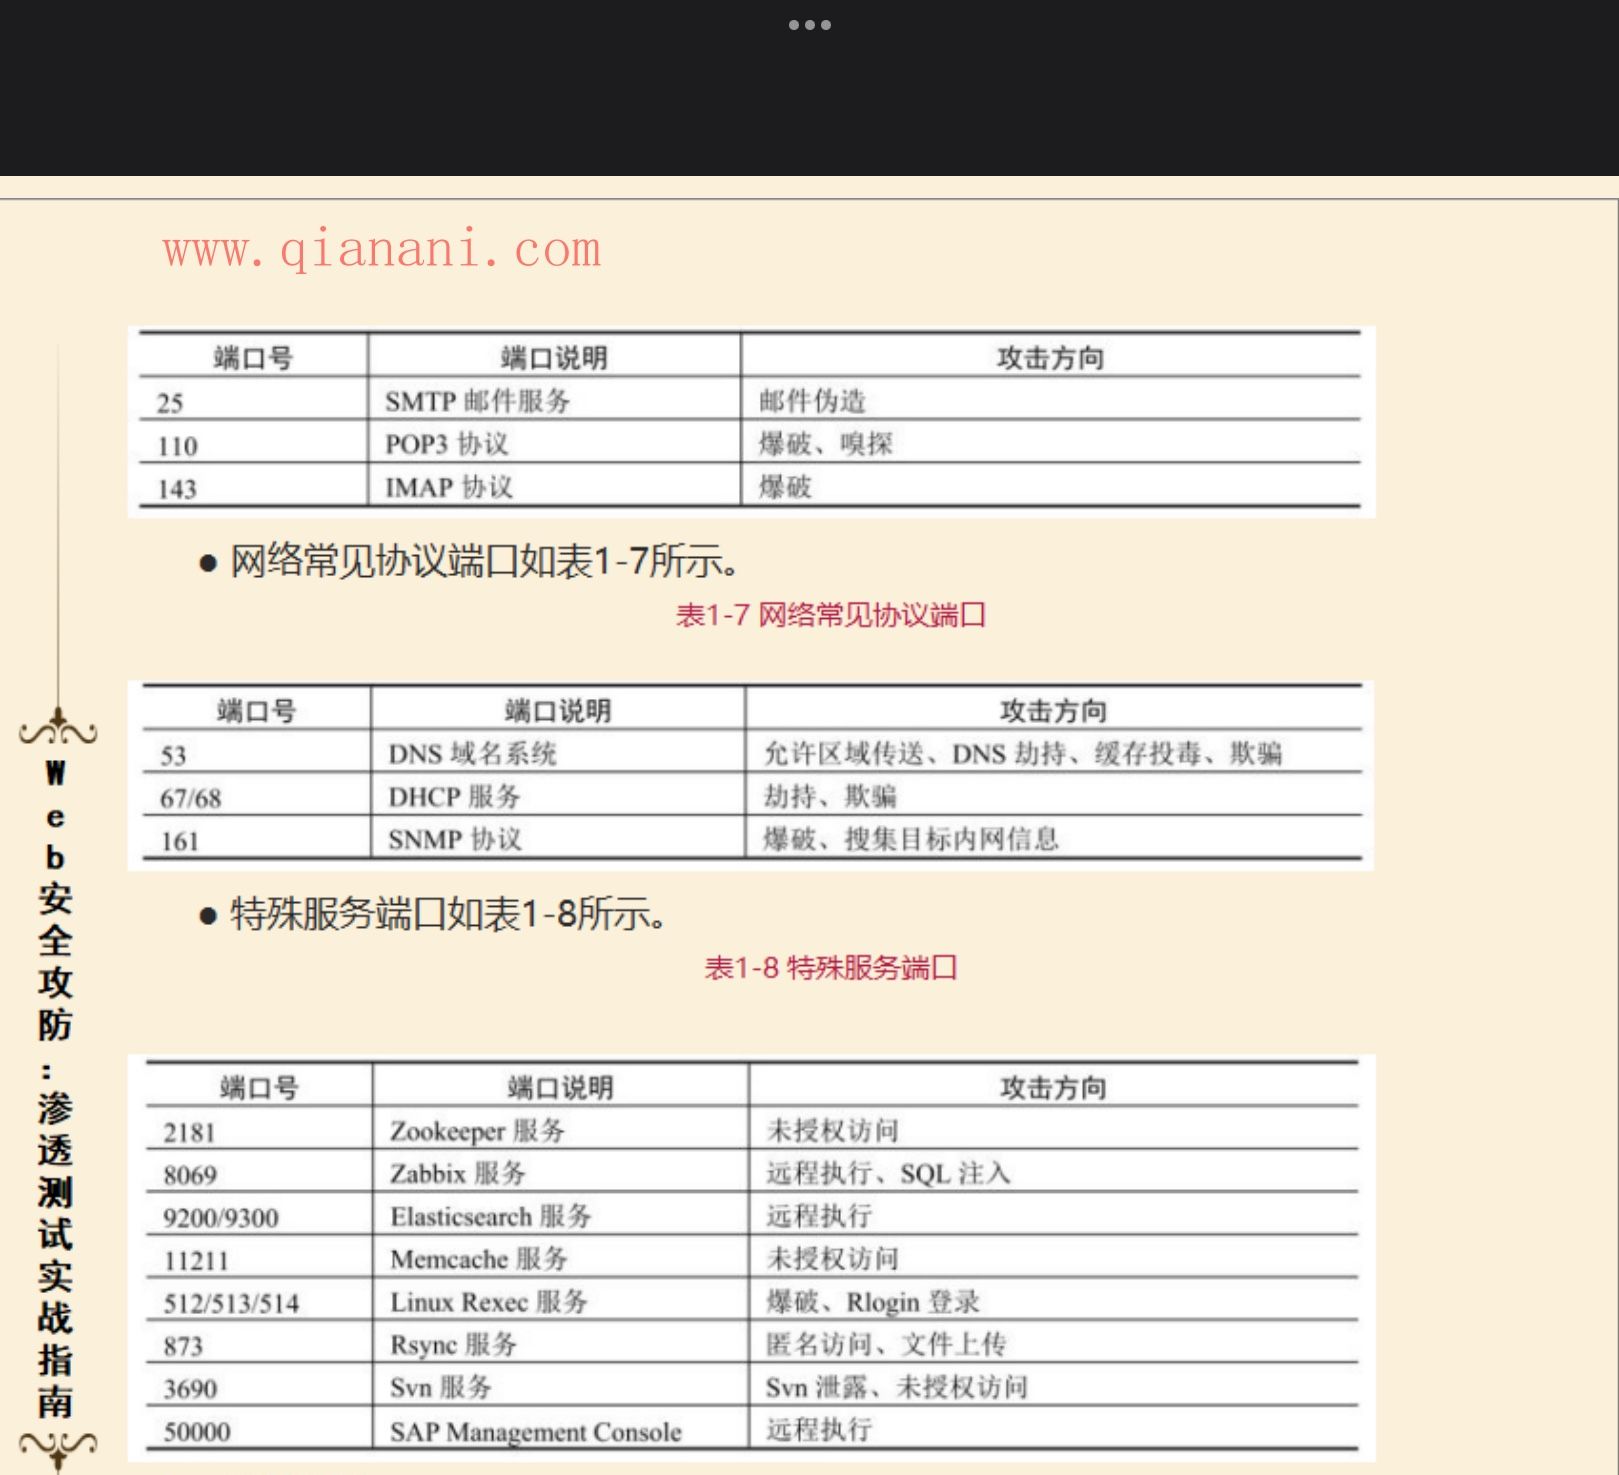 www.qianani.com
端口号 端口说明 攻击方向
25 SMTP 邮件服务 邮件伪造
110 POP3 协议 爆破、嗅探
143 IMAP 协议 爆破
● 网络常见协议端口如表1-7所示。
表1-7 网络常见协议端口
端口号 端口说明 攻击方向
53 DNS 域名系统 允许区域传送、DNS 劫持、缓存投毒、欺骗
67/68 DHCP 服务 劫持、欺骗
161 SNMP 协议 爆破、搜集目标内网信息
● 特殊服务端口如表1-8所示。
表1-8 特殊服务端口
端口号 端口说明 攻击方向
2181 Zookeeper 服务 未授权访问
8069 Zabbix 服务 远程执行、SQL 注入
9200/9300 Elasticsearch 服务 远程执行
11211 Memcache 服务 未授权访问
512/513/514 Linux Rexec 服务 爆破、Rlogin 登录
873 Rsync 服务 匿名访问、文件上传
3690 Svn 服务 Svn 泄露、未授权访问
50000 SAP Management Console 远程执行
Web安全攻防:渗透测试实战指南